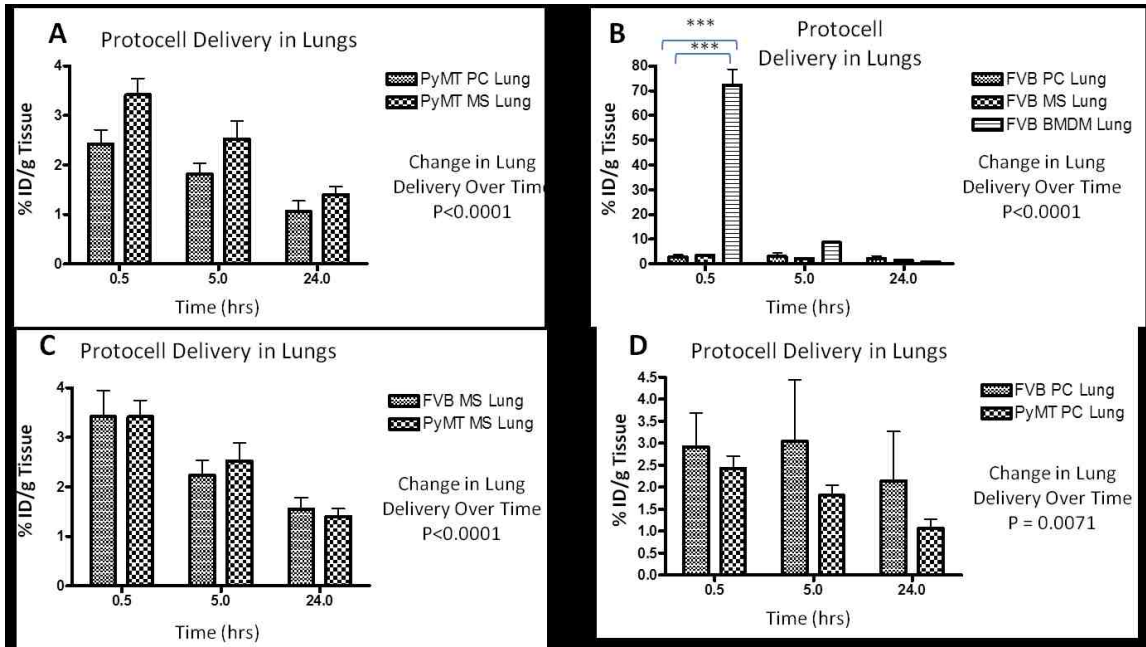 A
Protocell Delivery in Lungs
% ID/g Tissue
4
3
2
1
0
0.5 5.0 24.0
Time (hrs)
PyMT PC Lung
PyMT MS Lung
Change in Lung
Delivery Over Time
P<0.0001
B
Protocell
Delivery in Lungs
***
***
% ID/g Tissue
80
70
60
50
40
30
20
10
0
0.5 5.0 24.0
Time (hrs)
FVB PC Lung
FVB MS Lung
FVB BMDM Lung
Change in Lung
Delivery Over Time
P<0.0001
C
Protocell Delivery in Lungs
% ID/g Tissue
4
3
2
1
0
0.5 5.0 24.0
Time (hrs)
FVB MS Lung
PyMT MS Lung
Change in Lung
Delivery Over Time
P<0.0001
D
Protocell Delivery in Lungs
% ID/g Tissue
4.5
4.0
3.5
3.0
2.5
2.0
1.5
1.0
0.5
0.0
0.5 5.0 24.0
Time (hrs)
FVB PC Lung
PyMT PC Lung
Change in Lung
Delivery Over Time
P = 0.0071